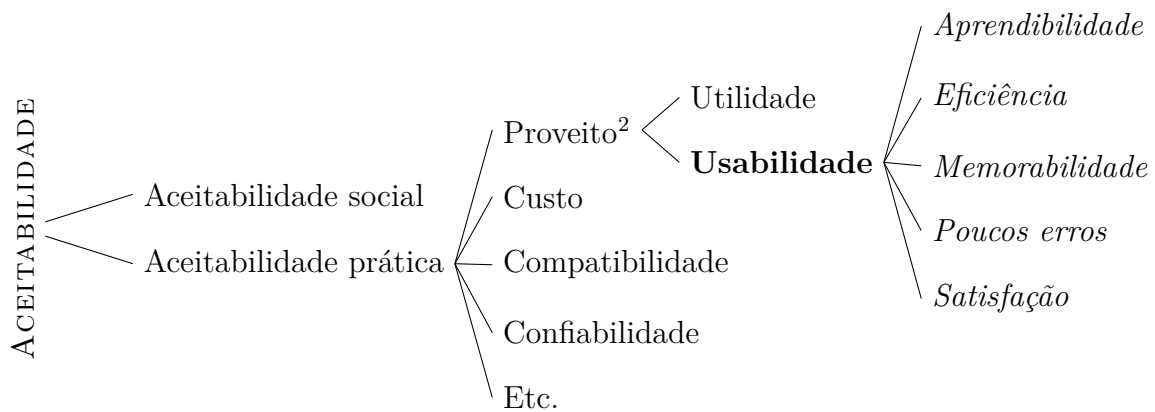 ACEITABILIDADE
Aceitabilidade social
Aceitabilidade prática
Proveito²
Custo
Compatibilidade
Confiabilidade
Etc.
Utilidade
Usabilidade
Aprendibilidade
Eficiência
Memorabilidade
Poucos erros
Satisfação